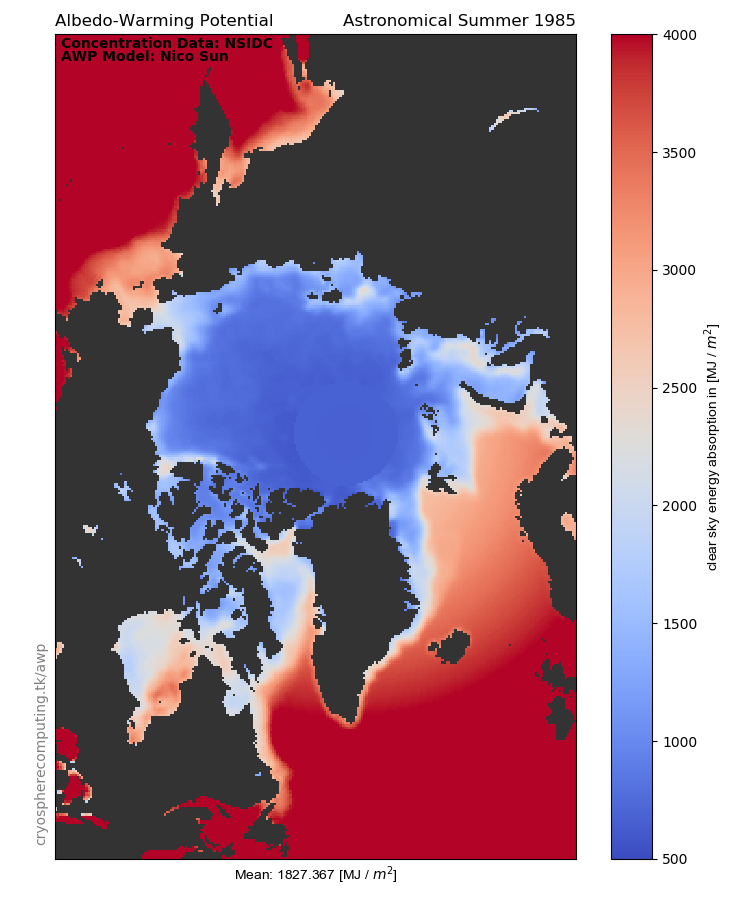 Albedo-Warming Potential
Astronomical Summer 1985
Concentration Data: NSIDC
AWP Model: Nico Sun
4000
3500
3000
2500
2000
1500
1000
500
clear sky energy absorption in [MJ / m²]
cryospherecomputing.tk/awp
Mean: 1827.367 [MJ / m²]